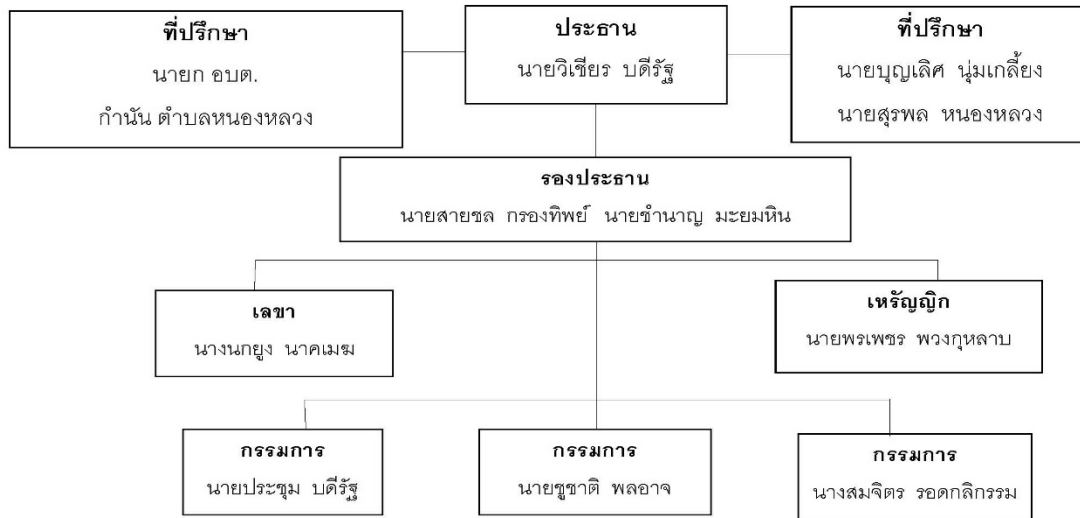 ที่ปรึกษา
นายก อบต.
กำนัน ตำบลหนองหลวง
ประธาน
นายวิเชียร บดีรัฐ
ที่ปรึกษา
นายบุญเลิศ นุ่มเกลี้ยง
นายสุรพล หนองหลวง
รองประธาน
นายสายชล กรองทิพย์ นายชำนาญ มะยมหิน
เลขา
นางนกยูง นาคเมฆ
เหรัญญิก
นายพรเพชร พวงกุหลาบ
กรรมการ
นายประชุม บดีรัฐ
กรรมการ
นายชูชาติ พลอาจ
กรรมการ
นางสมจิตร รอดกลิกรรม